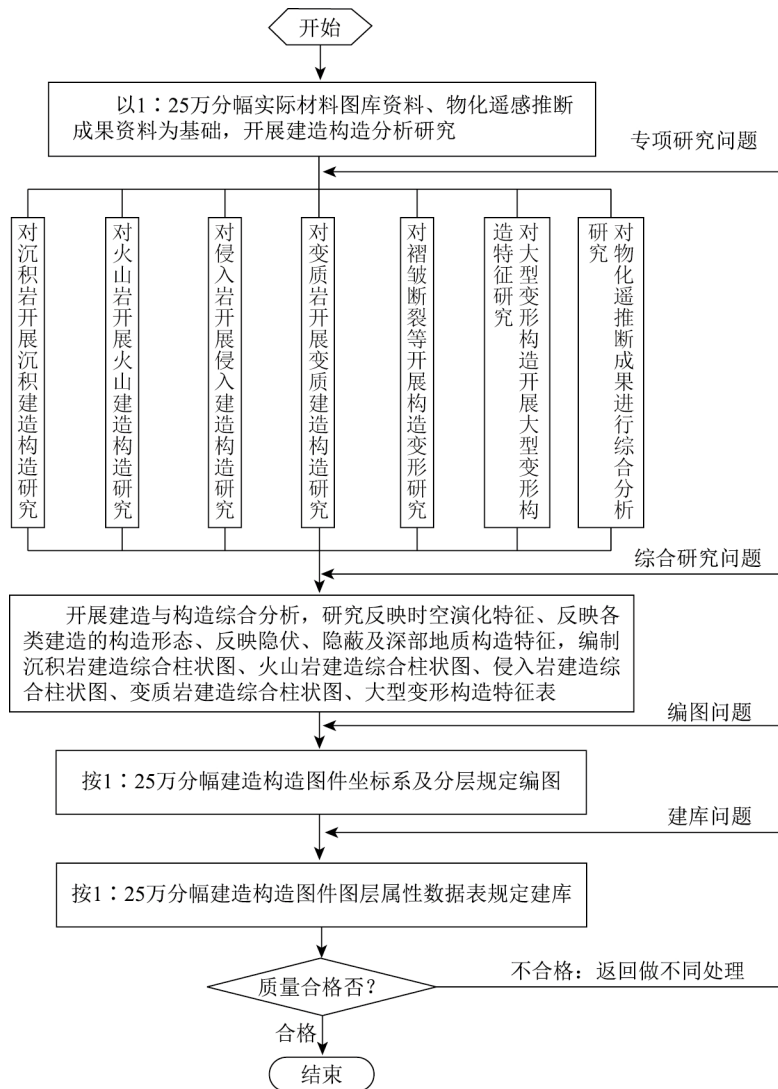 开始
以1∶25万分幅实际材料图库资料、物化遥感推断
成果资料为基础，开展建造构造分析研究
专项研究问题
对沉积岩开展沉积建造构造研究
对火山岩开展火山建造构造研究
对侵入岩开展侵入建造构造研究
对变质岩开展变质建造构造研究
对褶皱断裂等开展构造变形研究
对大型变形构造开展大型变形构
造特征研究
对物化遥推断成果进行综合分析
研究
综合研究问题
开展建造与构造综合分析，研究反映时空演化特征、反映各
类建造的构造形态、反映隐伏、隐蔽及深部地质构造特征，编制
沉积岩建造综合柱状图、火山岩建造综合柱状图、侵入岩建造综
合柱状图、变质岩建造综合柱状图、大型变形构造特征表
编图问题
按1∶25万分幅建造构造图件坐标系及分层规定编图
建库问题
按1∶25万分幅建造构造图件图层属性数据表规定建库
质量合格否？
不合格：返回做不同处理
合格
结束